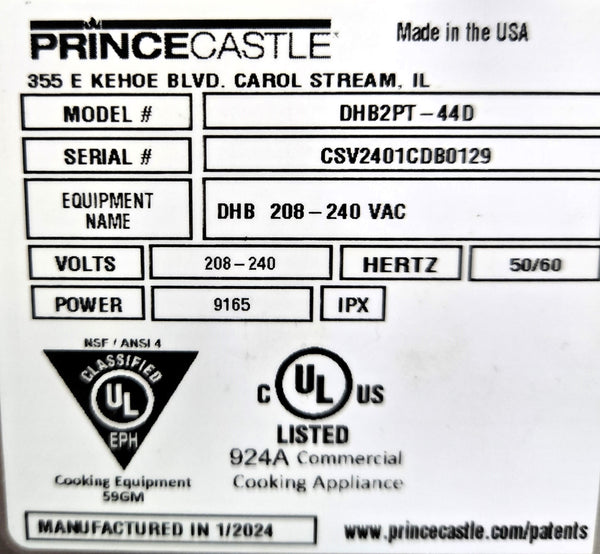 PRINCECASTLE Made in the USA
355 E KEHOE BLVD. CAROL STREAM, IL
MODEL # DHB2PT-44D
SERIAL # CSV2401CDB0129
EQUIPMENT NAME DHB 208-240 VAC
VOLTS 208-240 HERTZ 50/60
POWER 9165 IPX
NSF / ANSI 4
CLASSIFIED
UL
EPH
Cooking Equipment
59GM
C UL US
LISTED
924A Commercial
Cooking Appliance
MANUFACTURED IN 1/2024 www.princecastle.com/patents